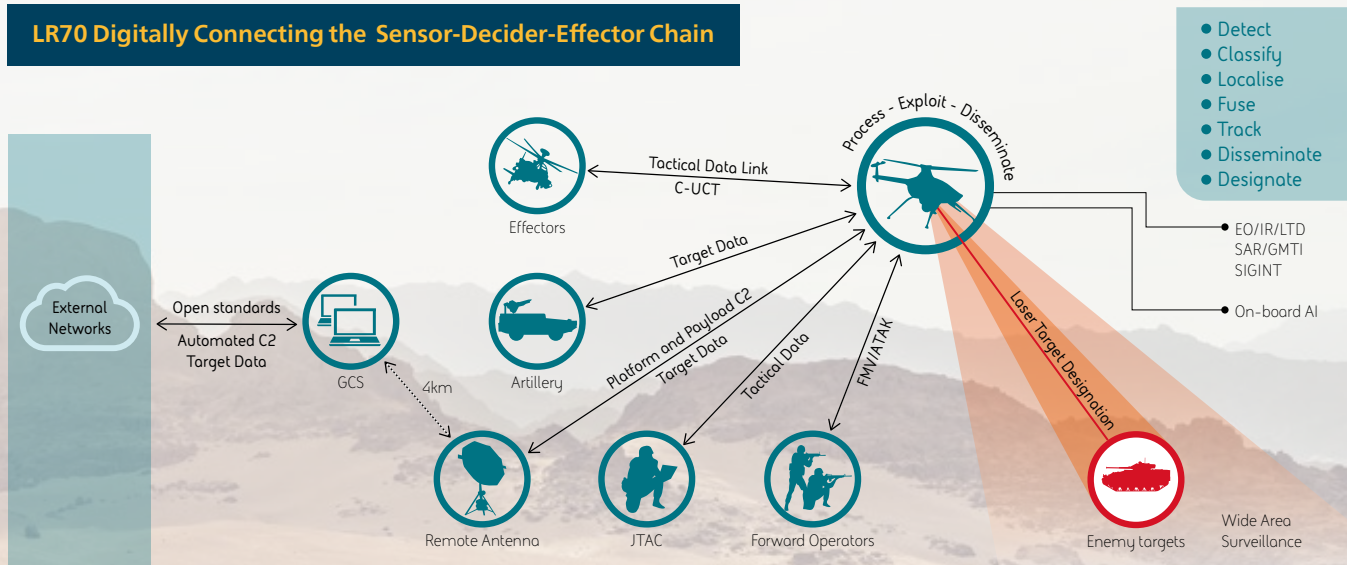 LR70 Digitally Connecting the Sensor-Decider-Effector Chain
Detect
Classify
Localise
Fuse
Track
Disseminate
Designate
Process - Exploit - Disseminate
Tactical Data Link
C-UCT
Effectors
Target Data
EO/IR/LTD
SAR/GMTI
SIGINT
On-board AI
External
Networks
Open standards
Automated C2
Target Data
GCS
4km
Artillery
Platform and Payload C2
Target Data
Tactical Data
FMV/ATAK
Laser Target Designation
Remote Antenna
JTAC
Forward Operators
Enemy targets
Wide Area
Surveillance